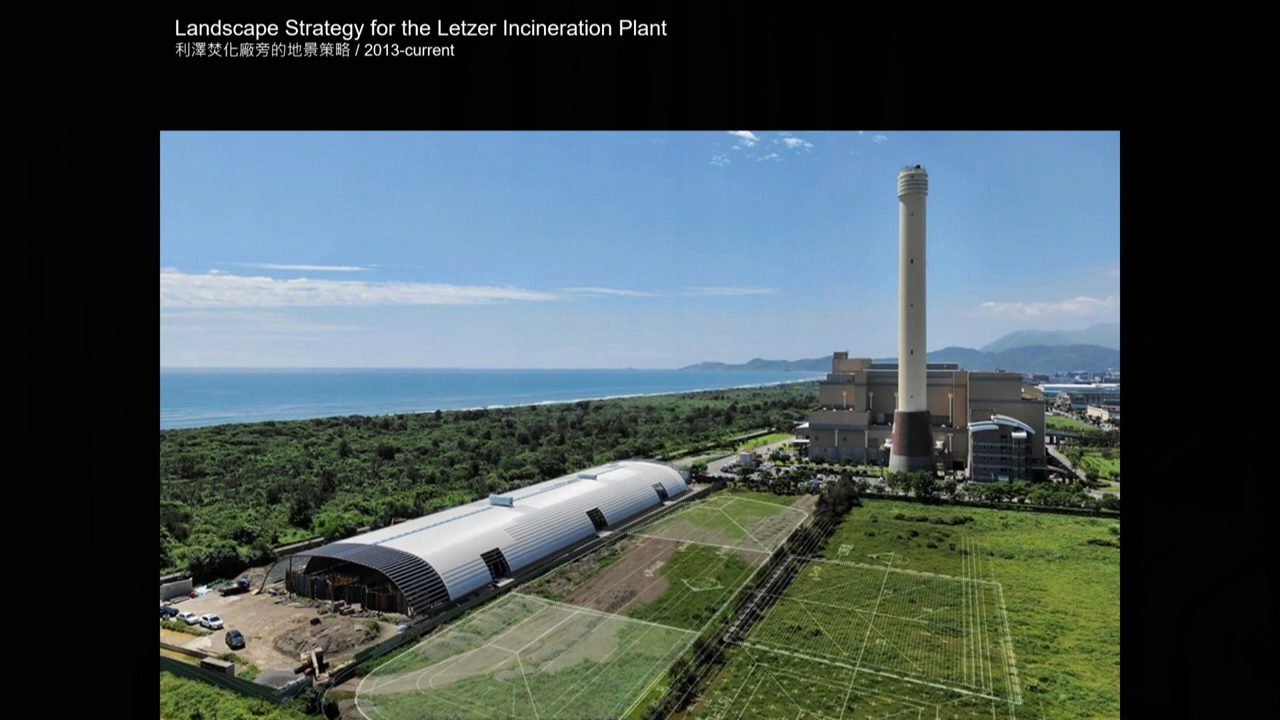 Landscape Strategy for the Letzer Incineration Plant
利澤焚化廠旁的地景策略 / 2013-current